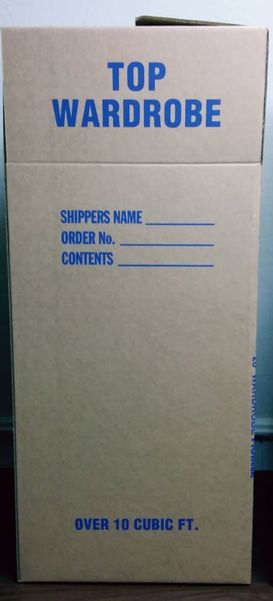 TOP
WARDROBE
SHIPPERS NAME
ORDER No.
CONTENTS
OVER 10 CUBIC FT.